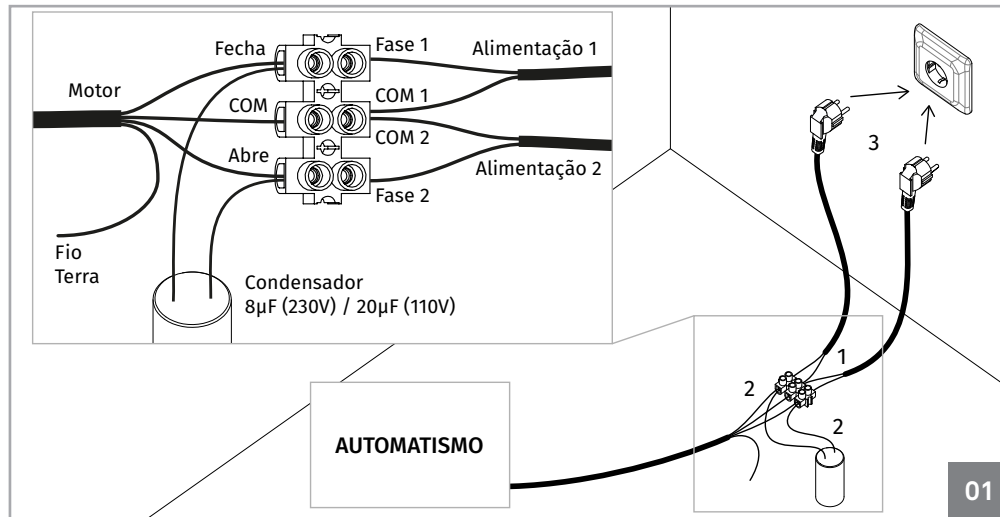 Fecha
Fase 1
Alimentação 1
Motor
COM
COM 1
COM 2
Abre
Alimentação 2
Fase 2
Fio
Terra
Condensador
8µF (230V) / 20µF (110V)
3
1
2
2
AUTOMATISMO
01